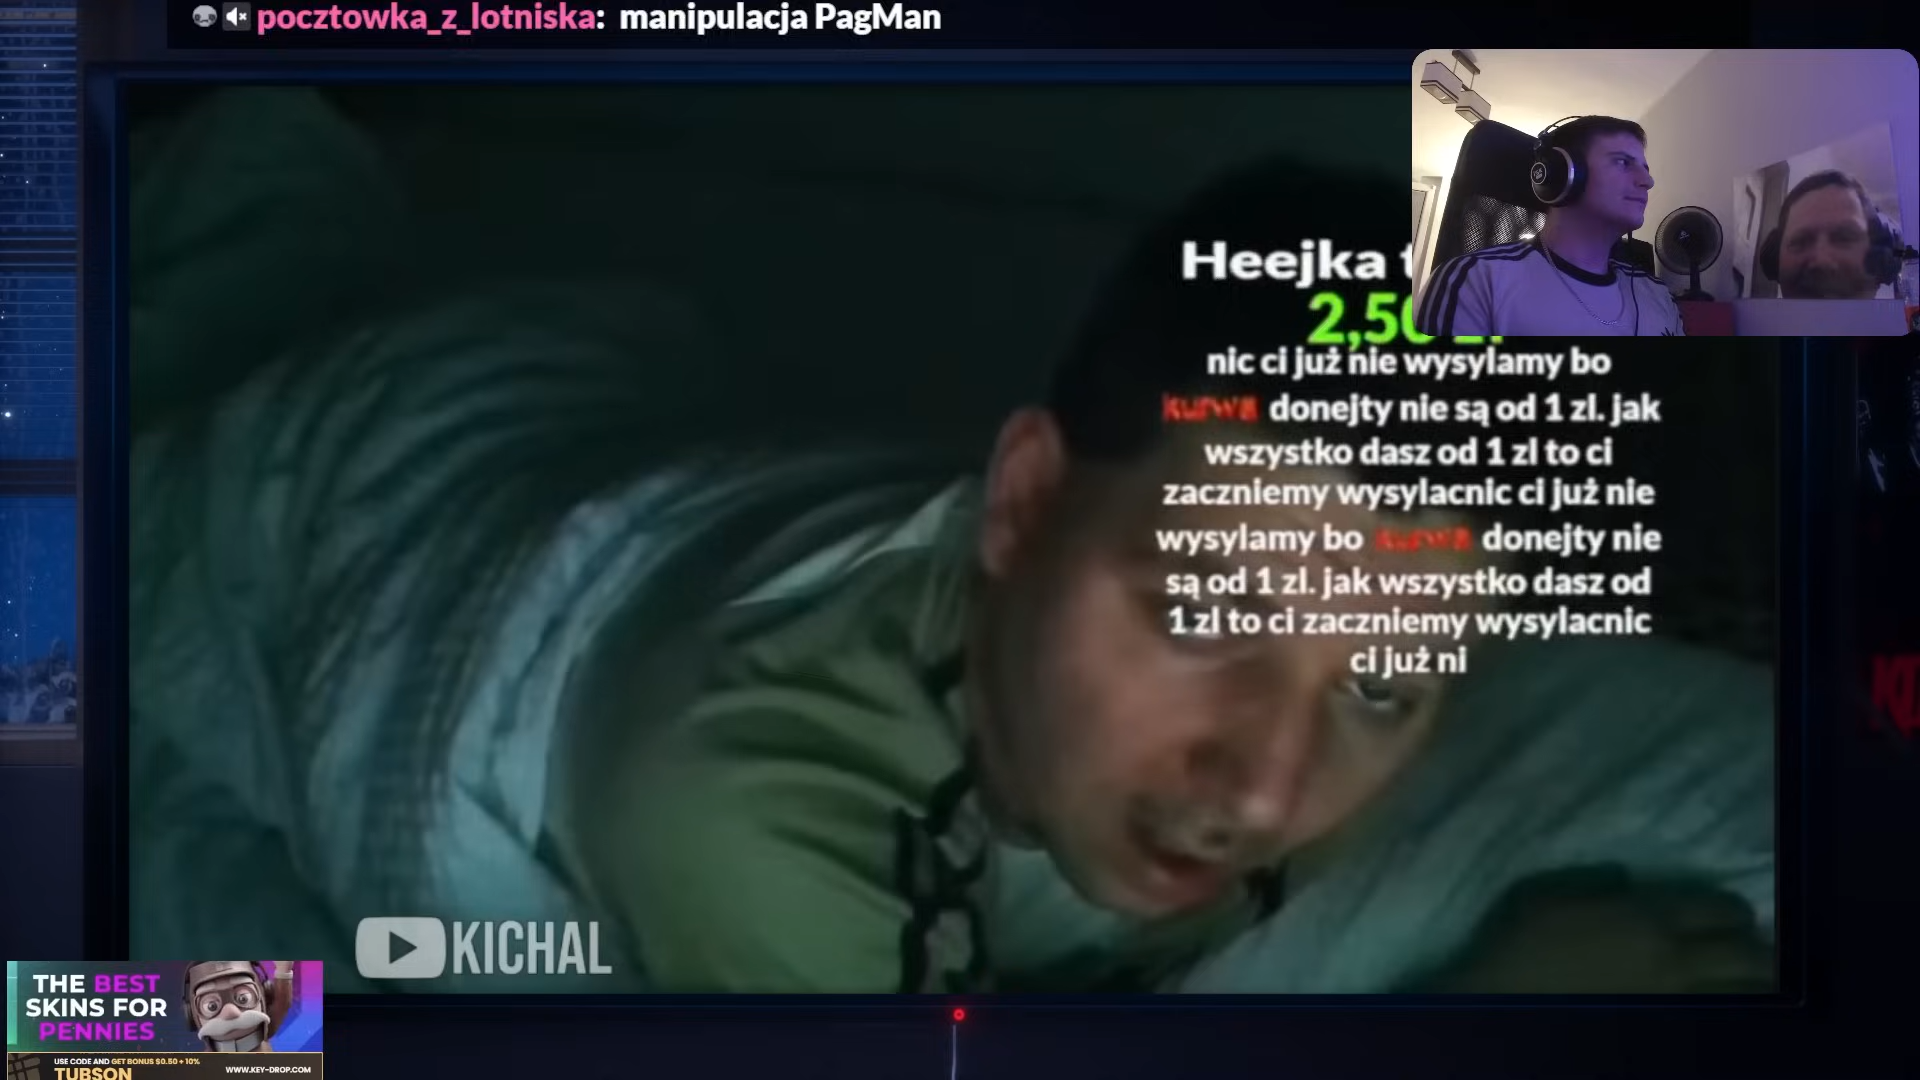 pocztowka_z_lotniska: manipulacja PagMan
Heejka
2,50 zł
nic ci już nie wysylamy bo
kurwa donejty nie są od 1 zl. jak
wszystko dasz od 1 zl to ci
zaczniemy wysylacnic ci już nie
wysylamy bo kurwa donejty nie
są od 1 zl. jak wszystko dasz od
1 zl to ci zaczniemy wysylacnic
ci już ni
KICHAL
THE BEST
SKINS FOR
PENNIES
USE CODE AND GET BONUS $0.50 + 10%
TUBSON
WWW.KEY-DROP.COM